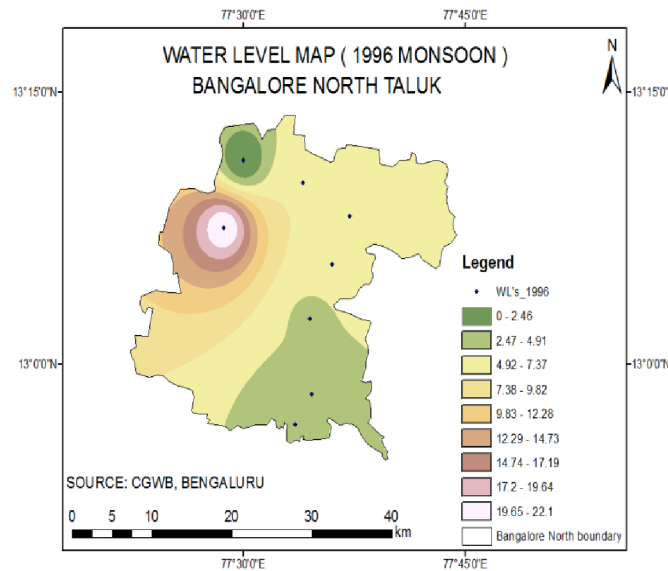 77°30'0"E 77°45'0"E
WATER LEVEL MAP ( 1996 MONSOON )
BANGALORE NORTH TALUK
N
13°15'0"N 13°15'0"N
Legend
WL's_1996
0 - 2.46
2.47 - 4.91
4.92 - 7.37
7.38 - 9.82
9.83 - 12.28
12.29 - 14.73
14.74 - 17.19
17.2 - 19.64
19.65 - 22.1
Bangalore North boundary
13°0'0"N 13°0'0"N
SOURCE: CGWB, BENGALURU
0 10 20 30 40
km
77°30'0"E 77°45'0"E